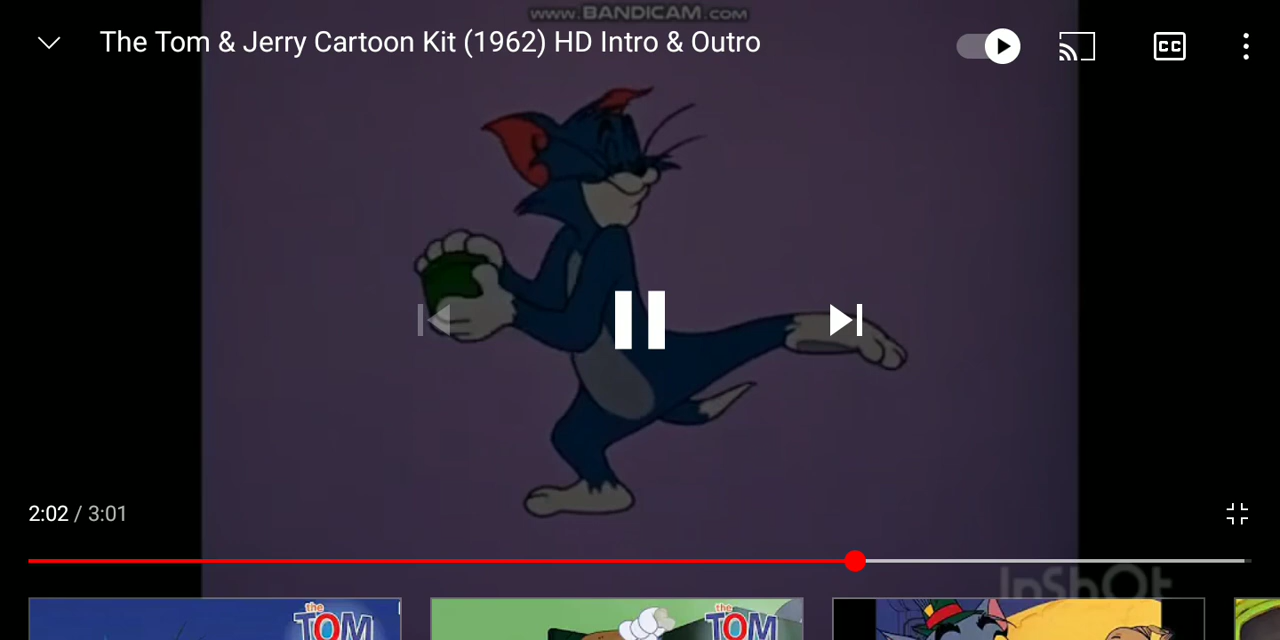 www.BANDICAM.com
The Tom & Jerry Cartoon Kit (1962) HD Intro & Outro
CC
2:02 / 3:01
InShOt
the
TOM
the
TOM